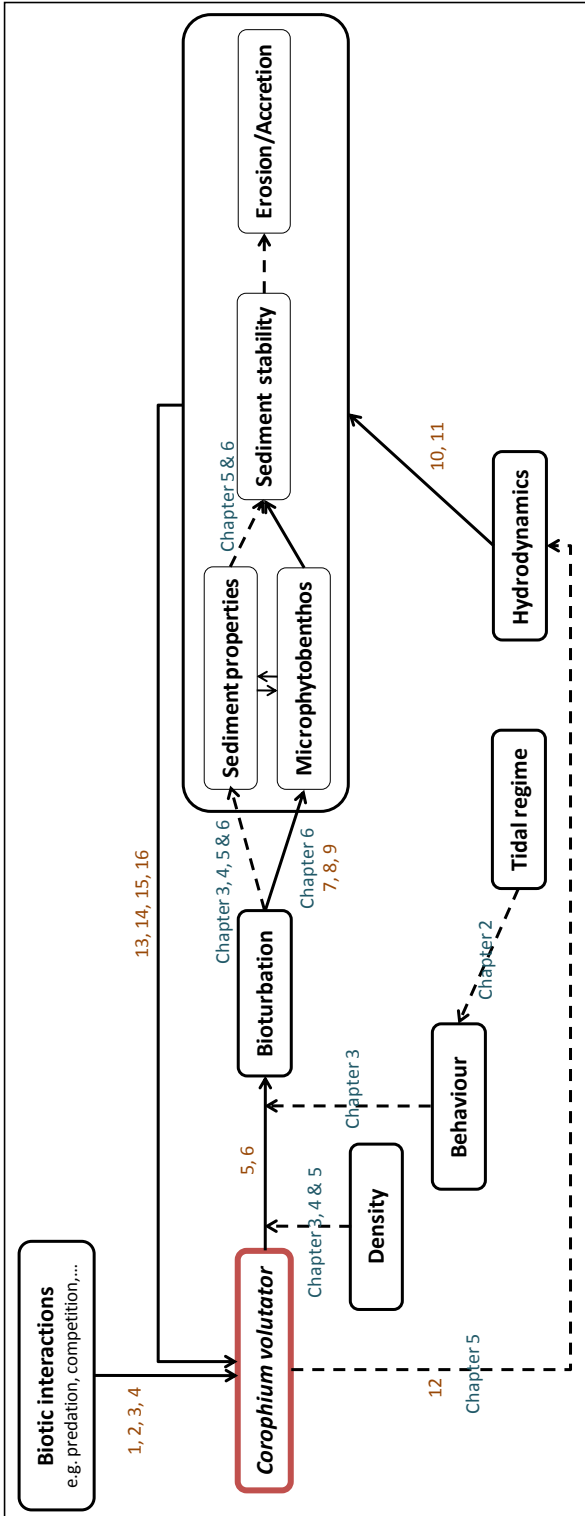 Biotic interactions
e.g. predation, competition,...
1, 2, 3, 4
13, 14, 15, 16
Corophium volutator
5, 6
Chapter 3, 4 & 5
Density
Chapter 3
Behaviour
Chapter 2
Tidal regime
12
Chapter 5
Bioturbation
Chapter 3, 4, 5 & 6
Chapter 6
7, 8, 9
Sediment properties
Microphytobenthos
Chapter 5 & 6
Sediment stability
Erosion/Accretion
10, 11
Hydrodynamics